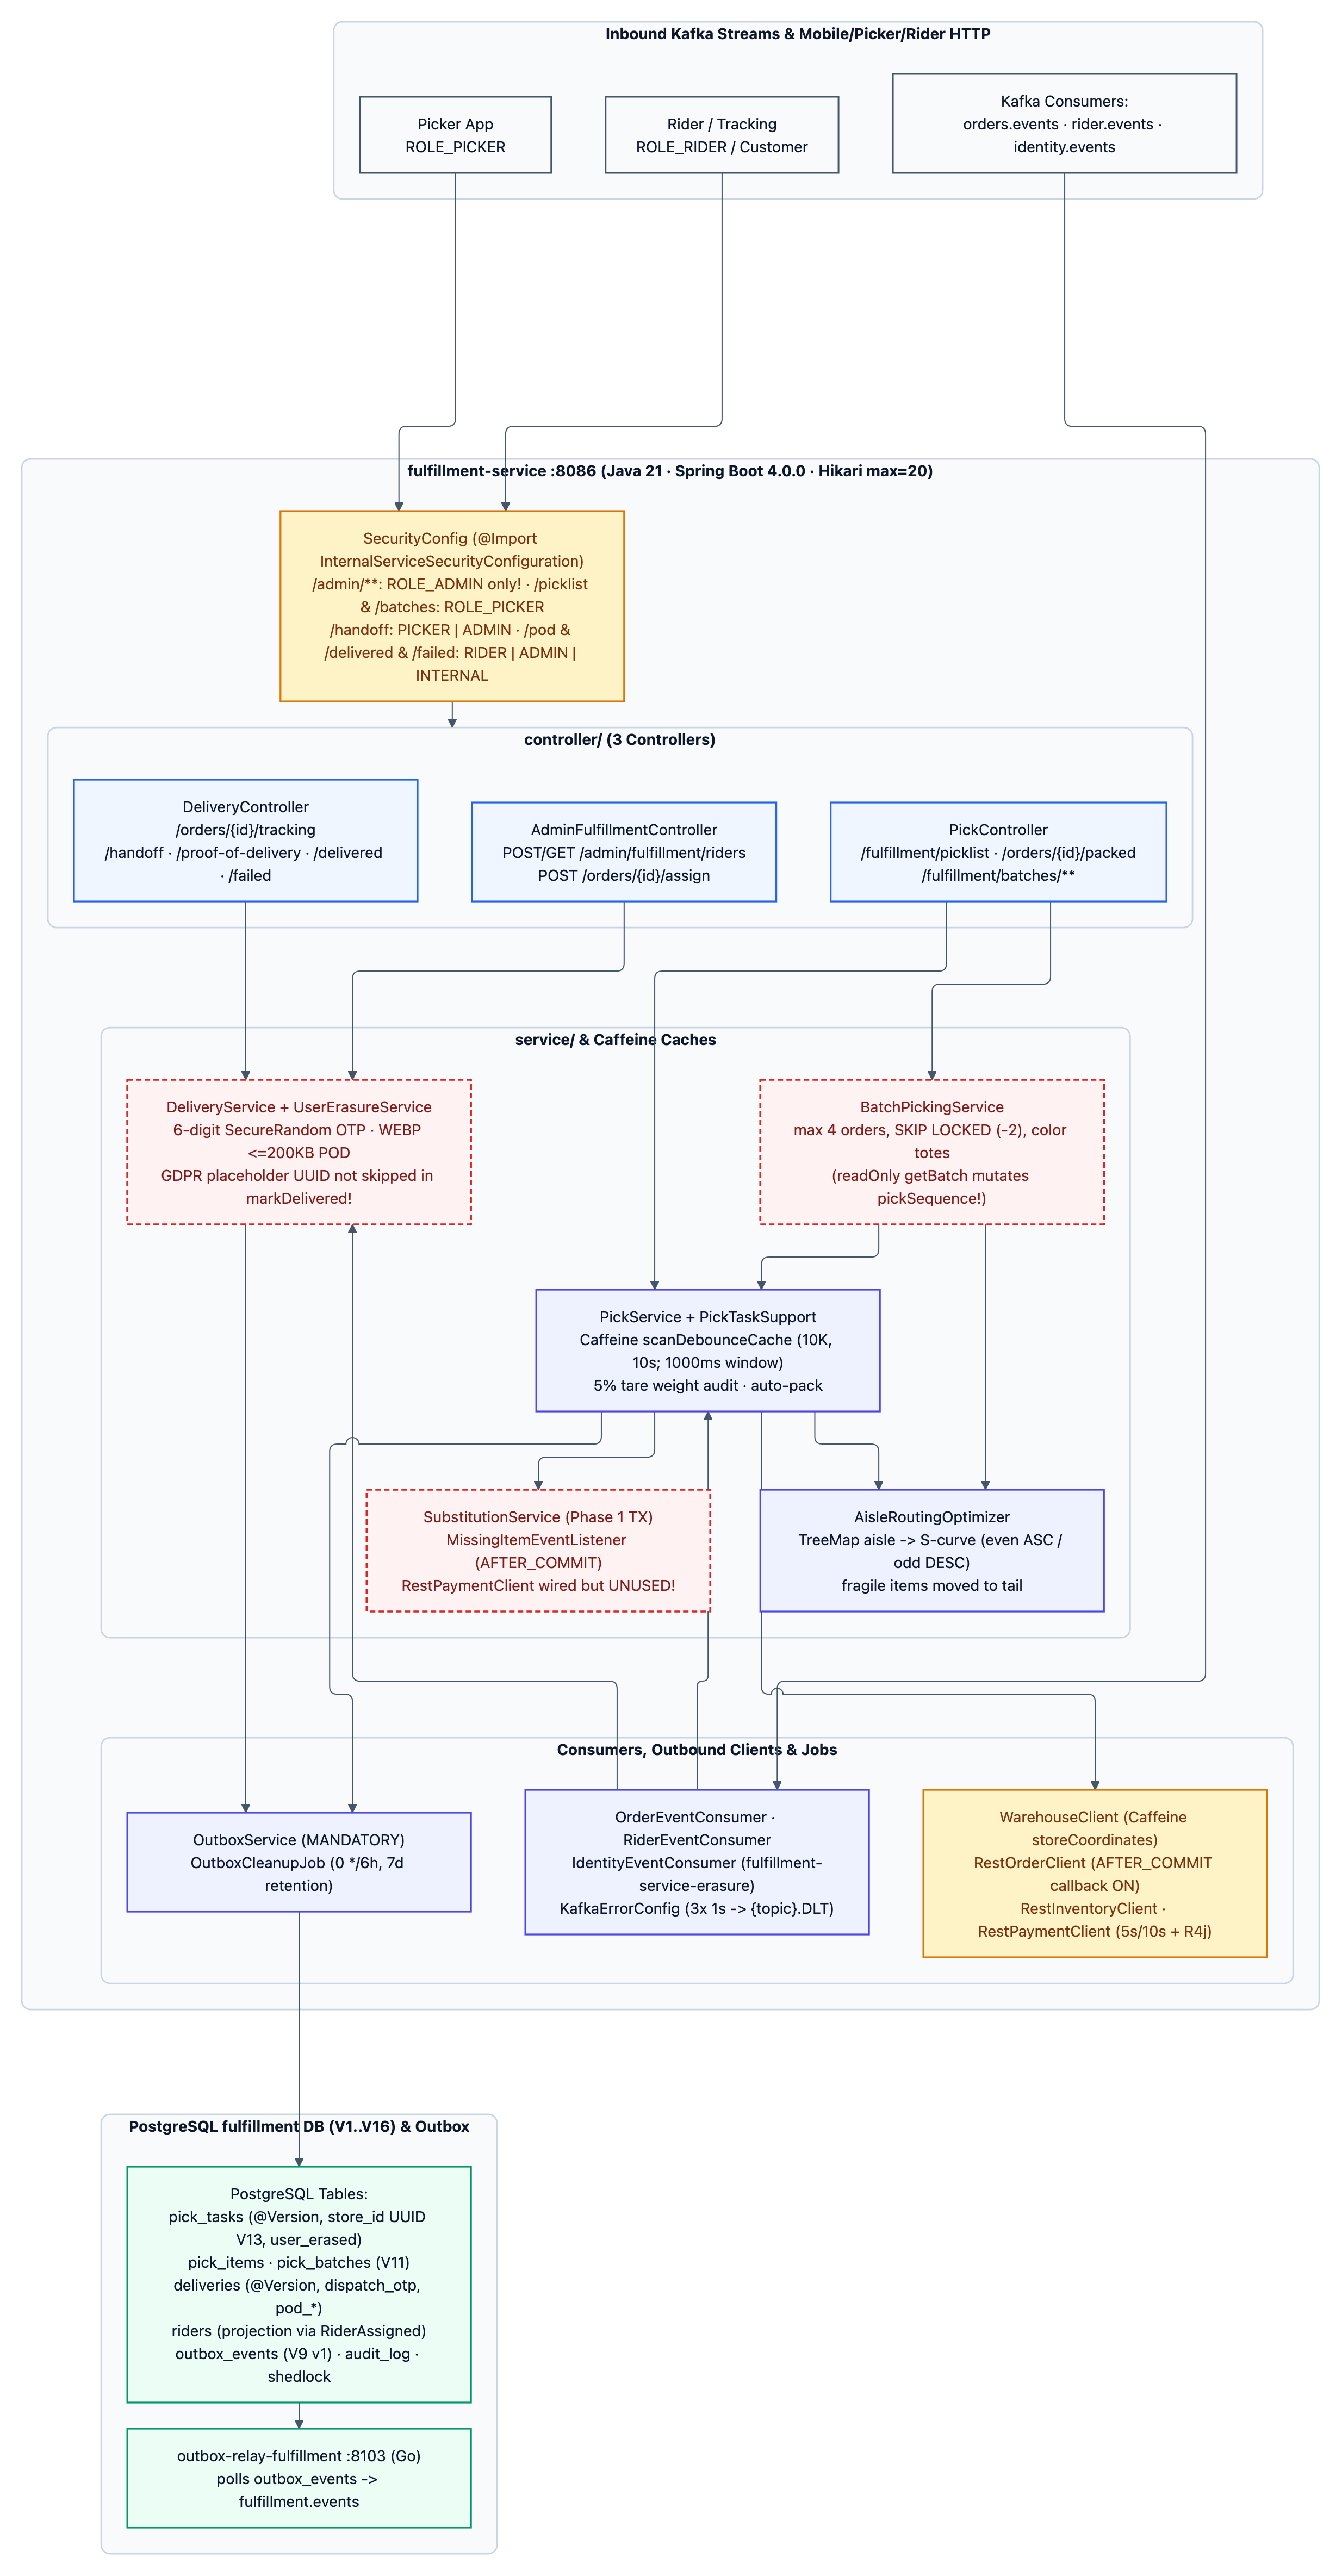 Inbound Kafka Streams & Mobile/Picker/Rider HTTP
Picker App
ROLE_PICKER
Rider / Tracking
ROLE_RIDER / Customer
Kafka Consumers:
orders.events · rider.events ·
identity.events
fulfillment-service :8086 (Java 21 · Spring Boot 4.0.0 · Hikari max=20)
SecurityConfig (@Import
InternalServiceSecurityConfiguration)
/admin/**: ROLE_ADMIN only! · /picklist
& /batches: ROLE_PICKER
/handoff: PICKER | ADMIN · /pod &
/delivered & /failed: RIDER | ADMIN |
INTERNAL
controller/ (3 Controllers)
DeliveryController
/orders/{id}/tracking
/handoff · /proof-of-delivery · /delivered
· /failed
AdminFulfillmentController
POST/GET /admin/fulfillment/riders
POST /orders/{id}/assign
PickController
/fulfillment/picklist · /orders/{id}/packed
/fulfillment/batches/**
service/ & Caffeine Caches
DeliveryService + UserErasureService
6-digit SecureRandom OTP · WEBP
<=200KB POD
GDPR placeholder UUID not skipped in
markDelivered!
BatchPickingService
max 4 orders, SKIP LOCKED (-2), color
totes
(readOnly getBatch mutates
pickSequence!)
PickService + PickTaskSupport
Caffeine scanDebounceCache (10K,
10s; 1000ms window)
5% tare weight audit · auto-pack
SubstitutionService (Phase 1 TX)
MissingItemEventListener
(AFTER_COMMIT)
RestPaymentClient wired but UNUSED!
AisleRoutingOptimizer
TreeMap aisle -> S-curve (even ASC /
odd DESC)
fragile items moved to tail
Consumers, Outbound Clients & Jobs
OutboxService (MANDATORY)
OutboxCleanupJob (0 */6h, 7d
retention)
OrderEventConsumer ·
RiderEventConsumer
IdentityEventConsumer (fulfillment-
service-erasure)
KafkaErrorConfig (3x 1s -> {topic}.DLT)
WarehouseClient (Caffeine
storeCoordinates)
RestOrderClient (AFTER_COMMIT
callback ON)
RestInventoryClient ·
RestPaymentClient (5s/10s + R4j)
PostgreSQL fulfillment DB (V1..V16) & Outbox
PostgreSQL Tables:
pick_tasks (@Version, store_id UUID
V13, user_erased)
pick_items · pick_batches (V11)
deliveries (@Version, dispatch_otp,
pod_*)
riders (projection via RiderAssigned)
outbox_events (V9 v1) · audit_log ·
shedlock
outbox-relay-fulfillment :8103 (Go)
polls outbox_events ->
fulfillment.events